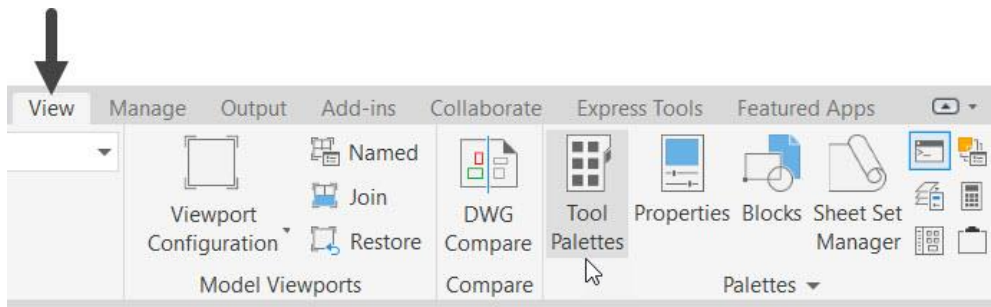 View Manage Output Add-ins Collaborate Express Tools Featured Apps
Named
Join
Viewport
Configuration
Restore
Model Viewports
DWG
Compare
Compare
Tool
Palettes
Properties
Blocks
Sheet Set
Manager
Palettes